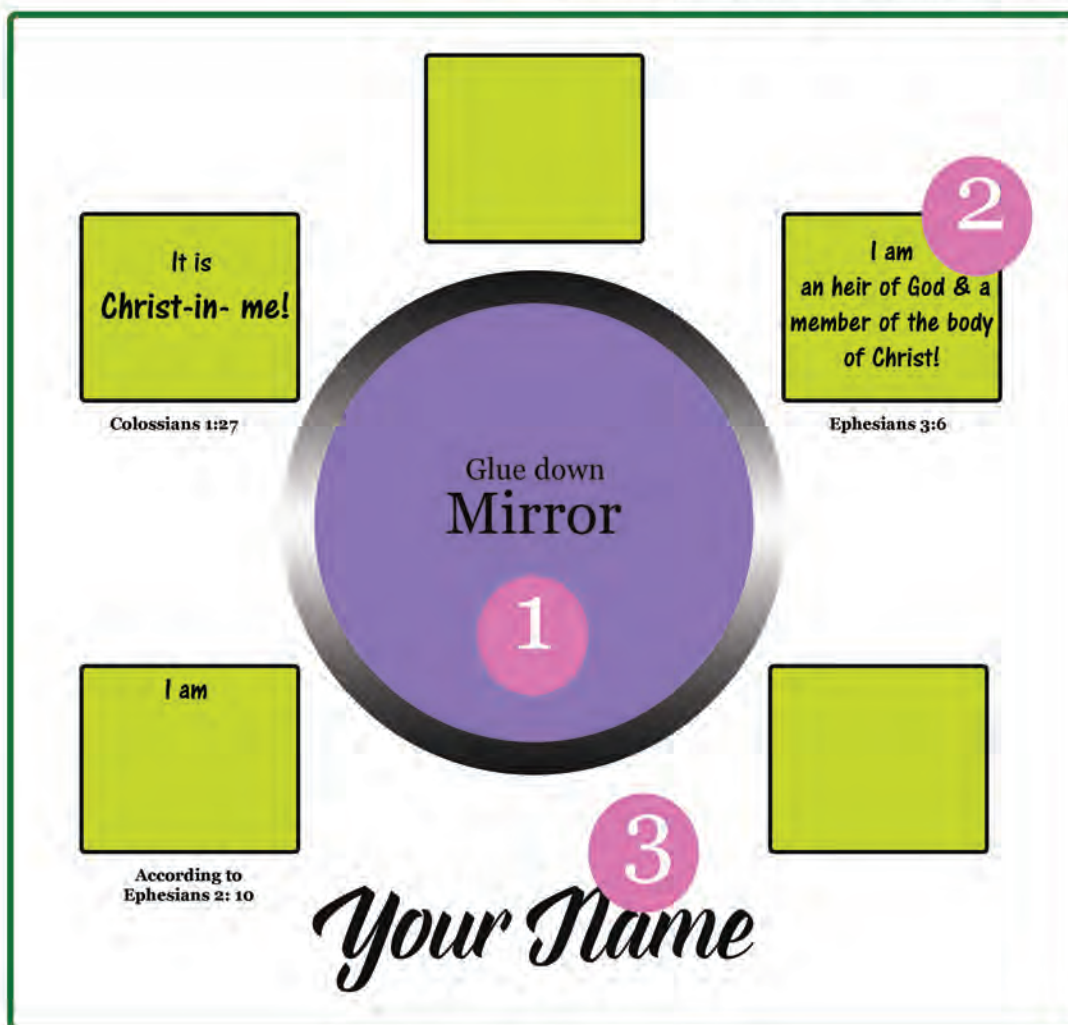 It is
Christ-in- me!
Colossians 1:27
2
I am
an heir of God & a
member of the body
of Christ!
Ephesians 3:6
Glue down
Mirror
1
I am
According to
Ephesians 2: 10
3
Your Name